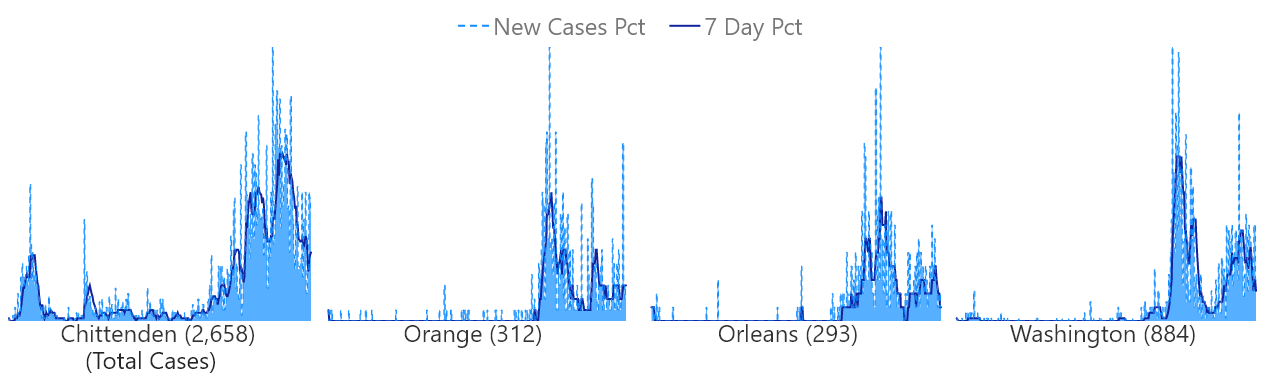 New Cases Pct 7 Day Pct
Chittenden (2,658) Orange (312) Orleans (293) Washington (884)
(Total Cases)